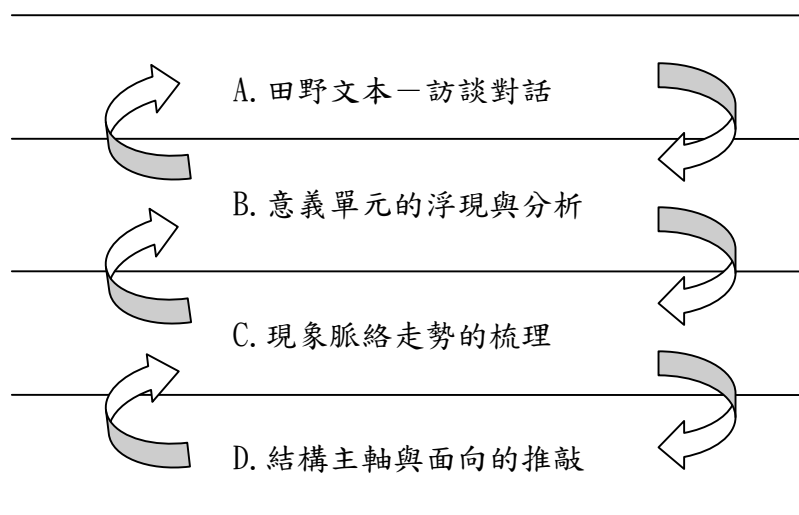 A.田野文本－訪談對話
B.意義單元的浮現與分析
C.現象脈絡走勢的梳理
D.結構主軸與面向的推敲